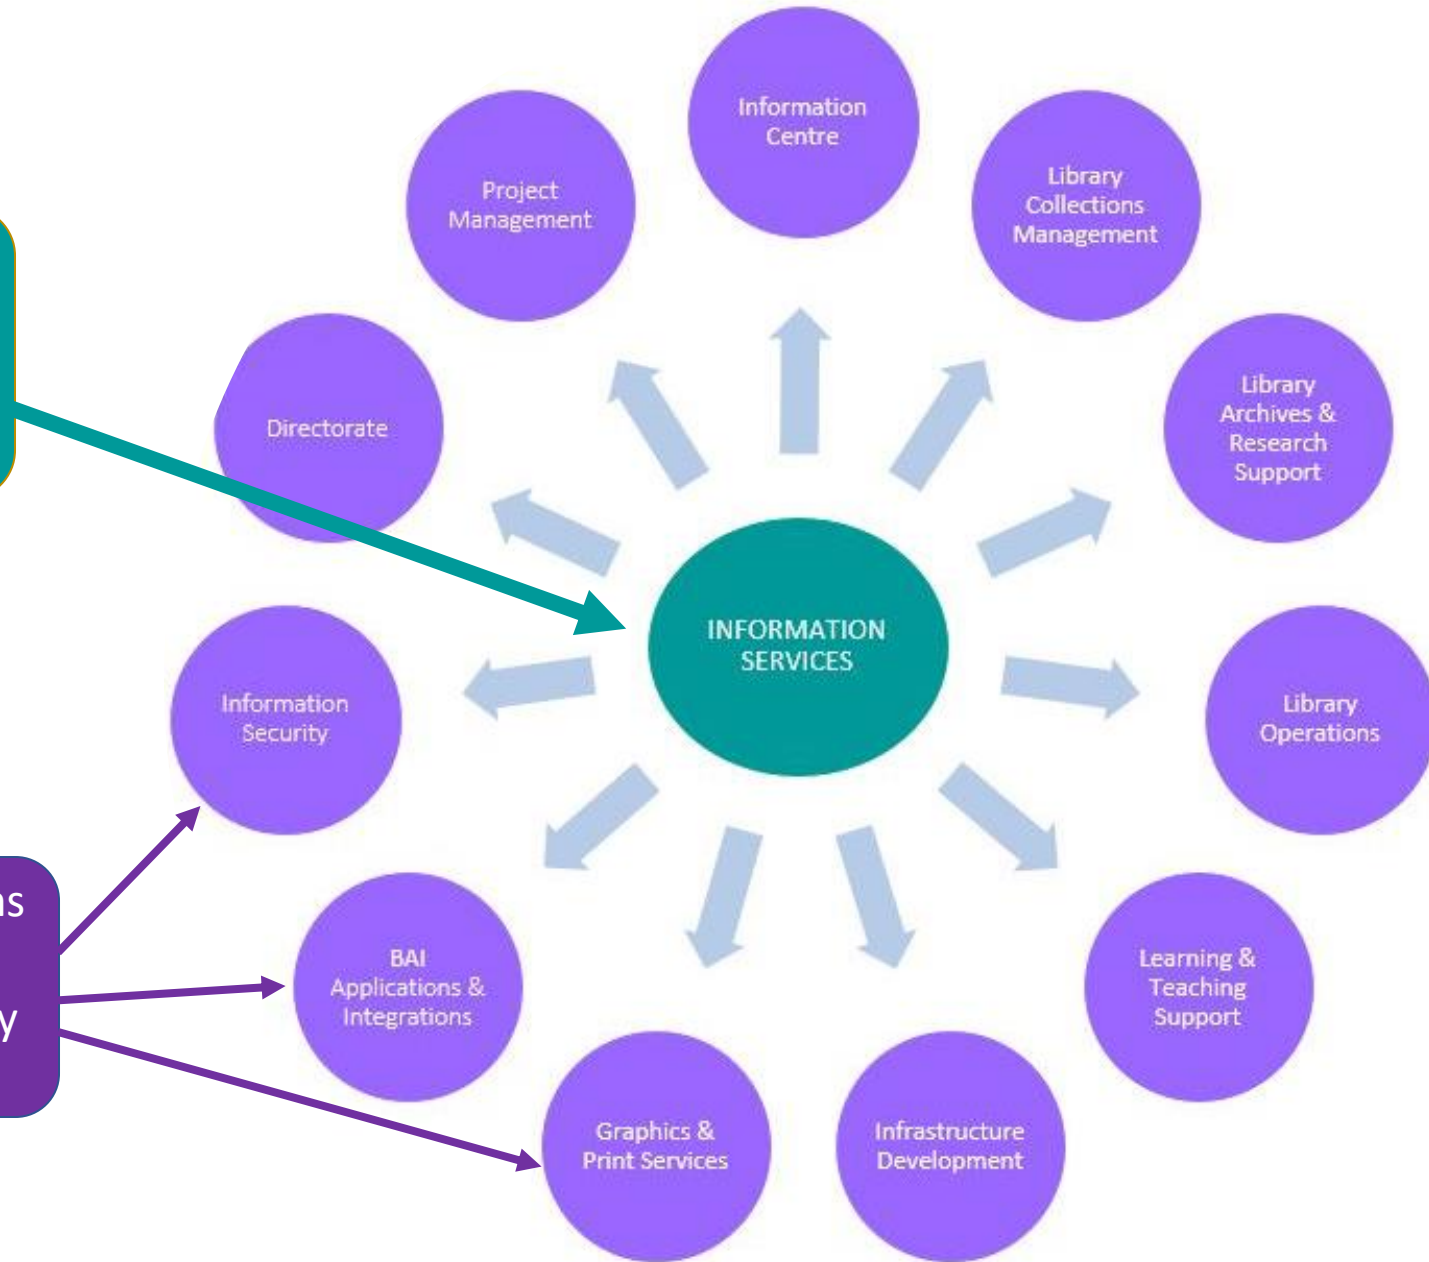 Information
Centre
Project
Management
Library
Collections
Management
Directorate
Library
Archives &
Research
Support
INFORMATION
SERVICES
Information
Security
Library
Operations
BAI
Applications &
Integrations
Learning &
Teaching
Support
Graphics &
Print Services
Infrastructure
Development